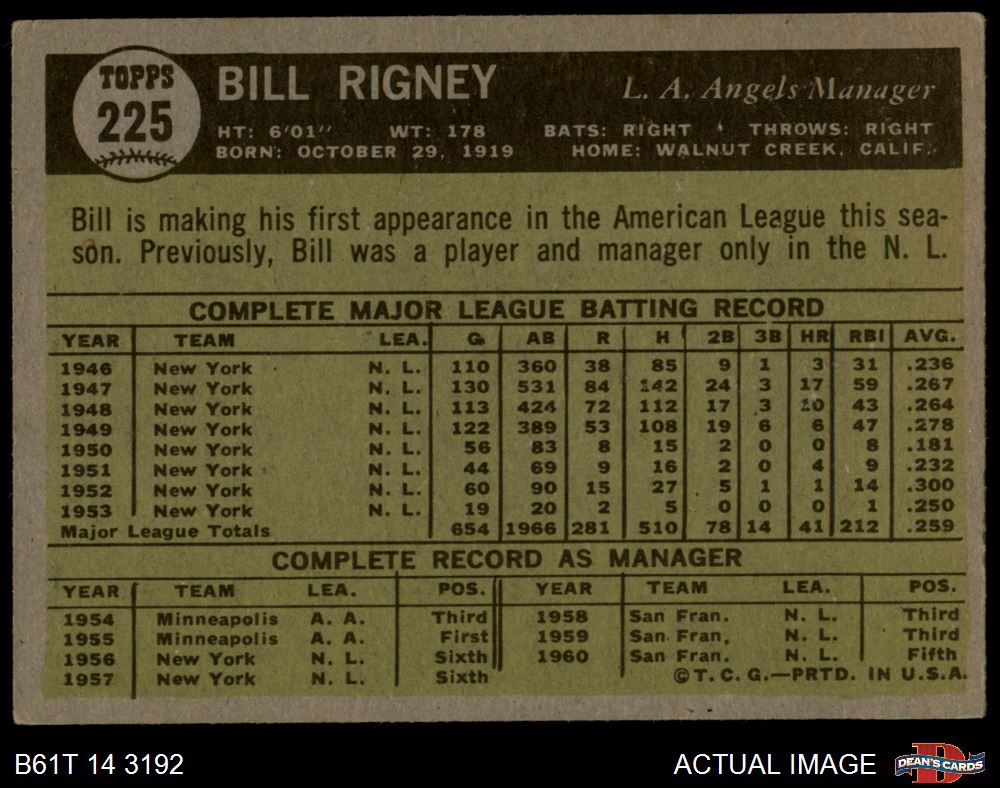 TOPPS
225
BILL RIGNEY
L. A. Angels Manager
HT: 6'01" WT: 178 BATS: RIGHT THROWS: RIGHT
BORN: OCTOBER 29, 1919 HOME: WALNUT CREEK, CALIF.
Bill is making his first appearance in the American League this sea-
son. Previously, Bill was a player and manager only in the N. L.
COMPLETE MAJOR LEAGUE BATTING RECORD
YEAR TEAM LEA. G AB R H 2B 3B HR RBI AVG.
1946 New York N. L. 110 360 38 85 9 1 3 31 .236
1947 New York N. L. 130 531 84 142 24 3 17 59 .267
1948 New York N. L. 113 424 72 112 17 3 10 43 .264
1949 New York N. L. 122 389 53 108 19 6 6 47 .278
1950 New York N. L. 56 83 8 15 2 0 0 8 .181
1951 New York N. L. 44 69 9 16 2 0 4 9 .232
1952 New York N. L. 60 90 15 27 5 1 1 14 .300
1953 New York N. L. 19 20 2 5 0 0 0 1 .250
Major League Totals 654 1966 281 510 78 14 41 212 .259
COMPLETE RECORD AS MANAGER
YEAR TEAM LEA. POS. YEAR TEAM LEA. POS.
1954 Minneapolis A. A. Third 1958 San Fran. N. L. Third
1955 Minneapolis A. A. First 1959 San Fran. N. L. Third
1956 New York N. L. Sixth 1960 San Fran. N. L. Fifth
1957 New York N. L. Sixth ©T. C. G.—PRTD. IN U.S.A.
B61T 14 3192 ACTUAL IMAGE DEAN'S CARDS